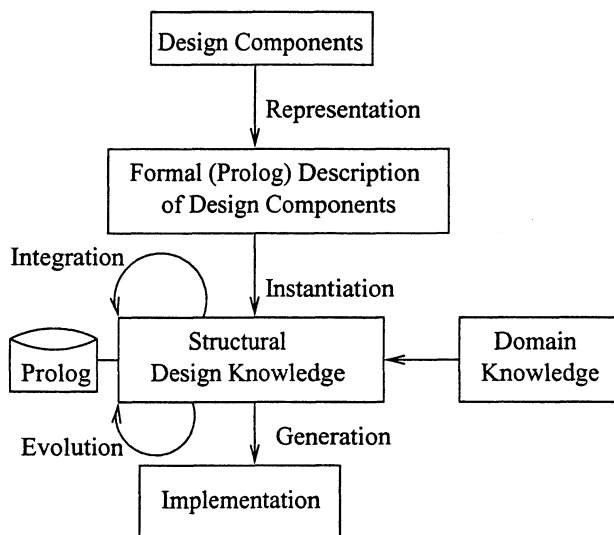 Design Components
Representation
Formal (Prolog) Description
of Design Components
Integration
Instantiation
Structural
Design Knowledge
Prolog
Domain
Knowledge
Evolution
Generation
Implementation